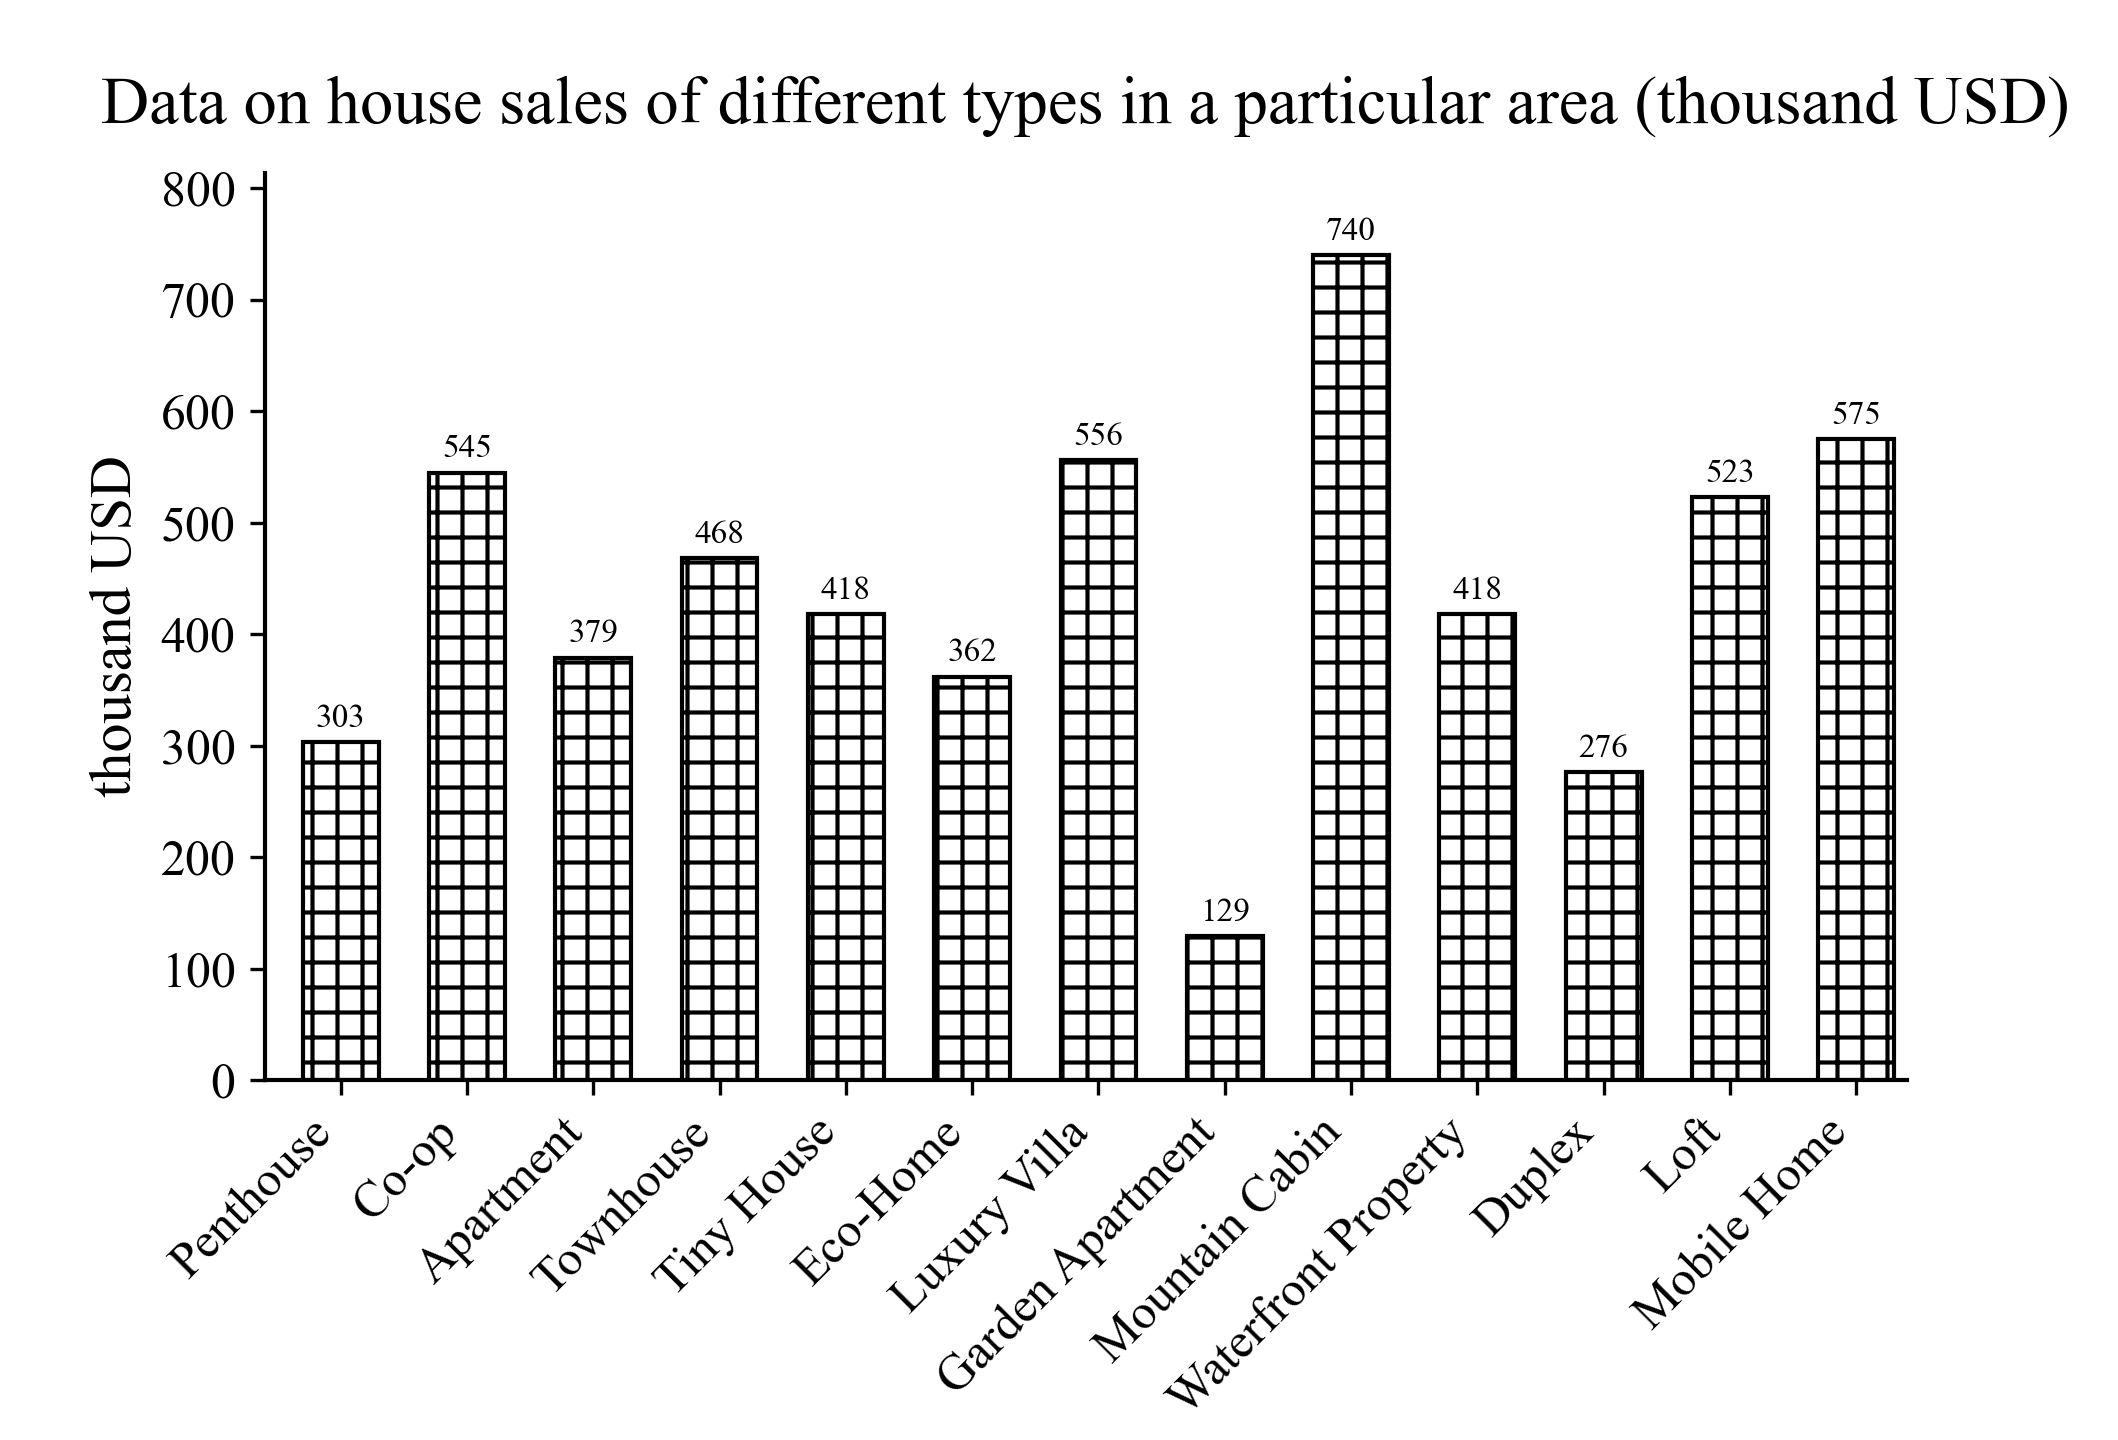 Data on house sales of different types in a particular area (thousand USD)
thousand USD
800
700
600
500
400
300
200
100
0
303
545
379
468
418
362
556
129
740
418
276
523
575
Penthouse
Co-op
Apartment
Townhouse
Tiny House
Eco-Home
Luxury Villa
Garden Apartment
Mountain Cabin
Waterfront Property
Duplex
Loft
Mobile Home